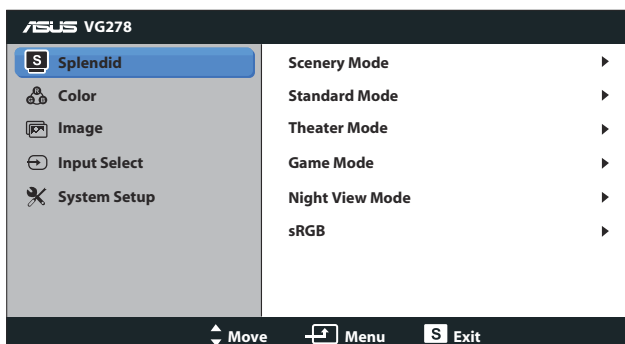 ASUS VG278
S Splendid
Color
Image
Input Select
System Setup
Scenery Mode
Standard Mode
Theater Mode
Game Mode
Night View Mode
sRGB
Move Menu S Exit